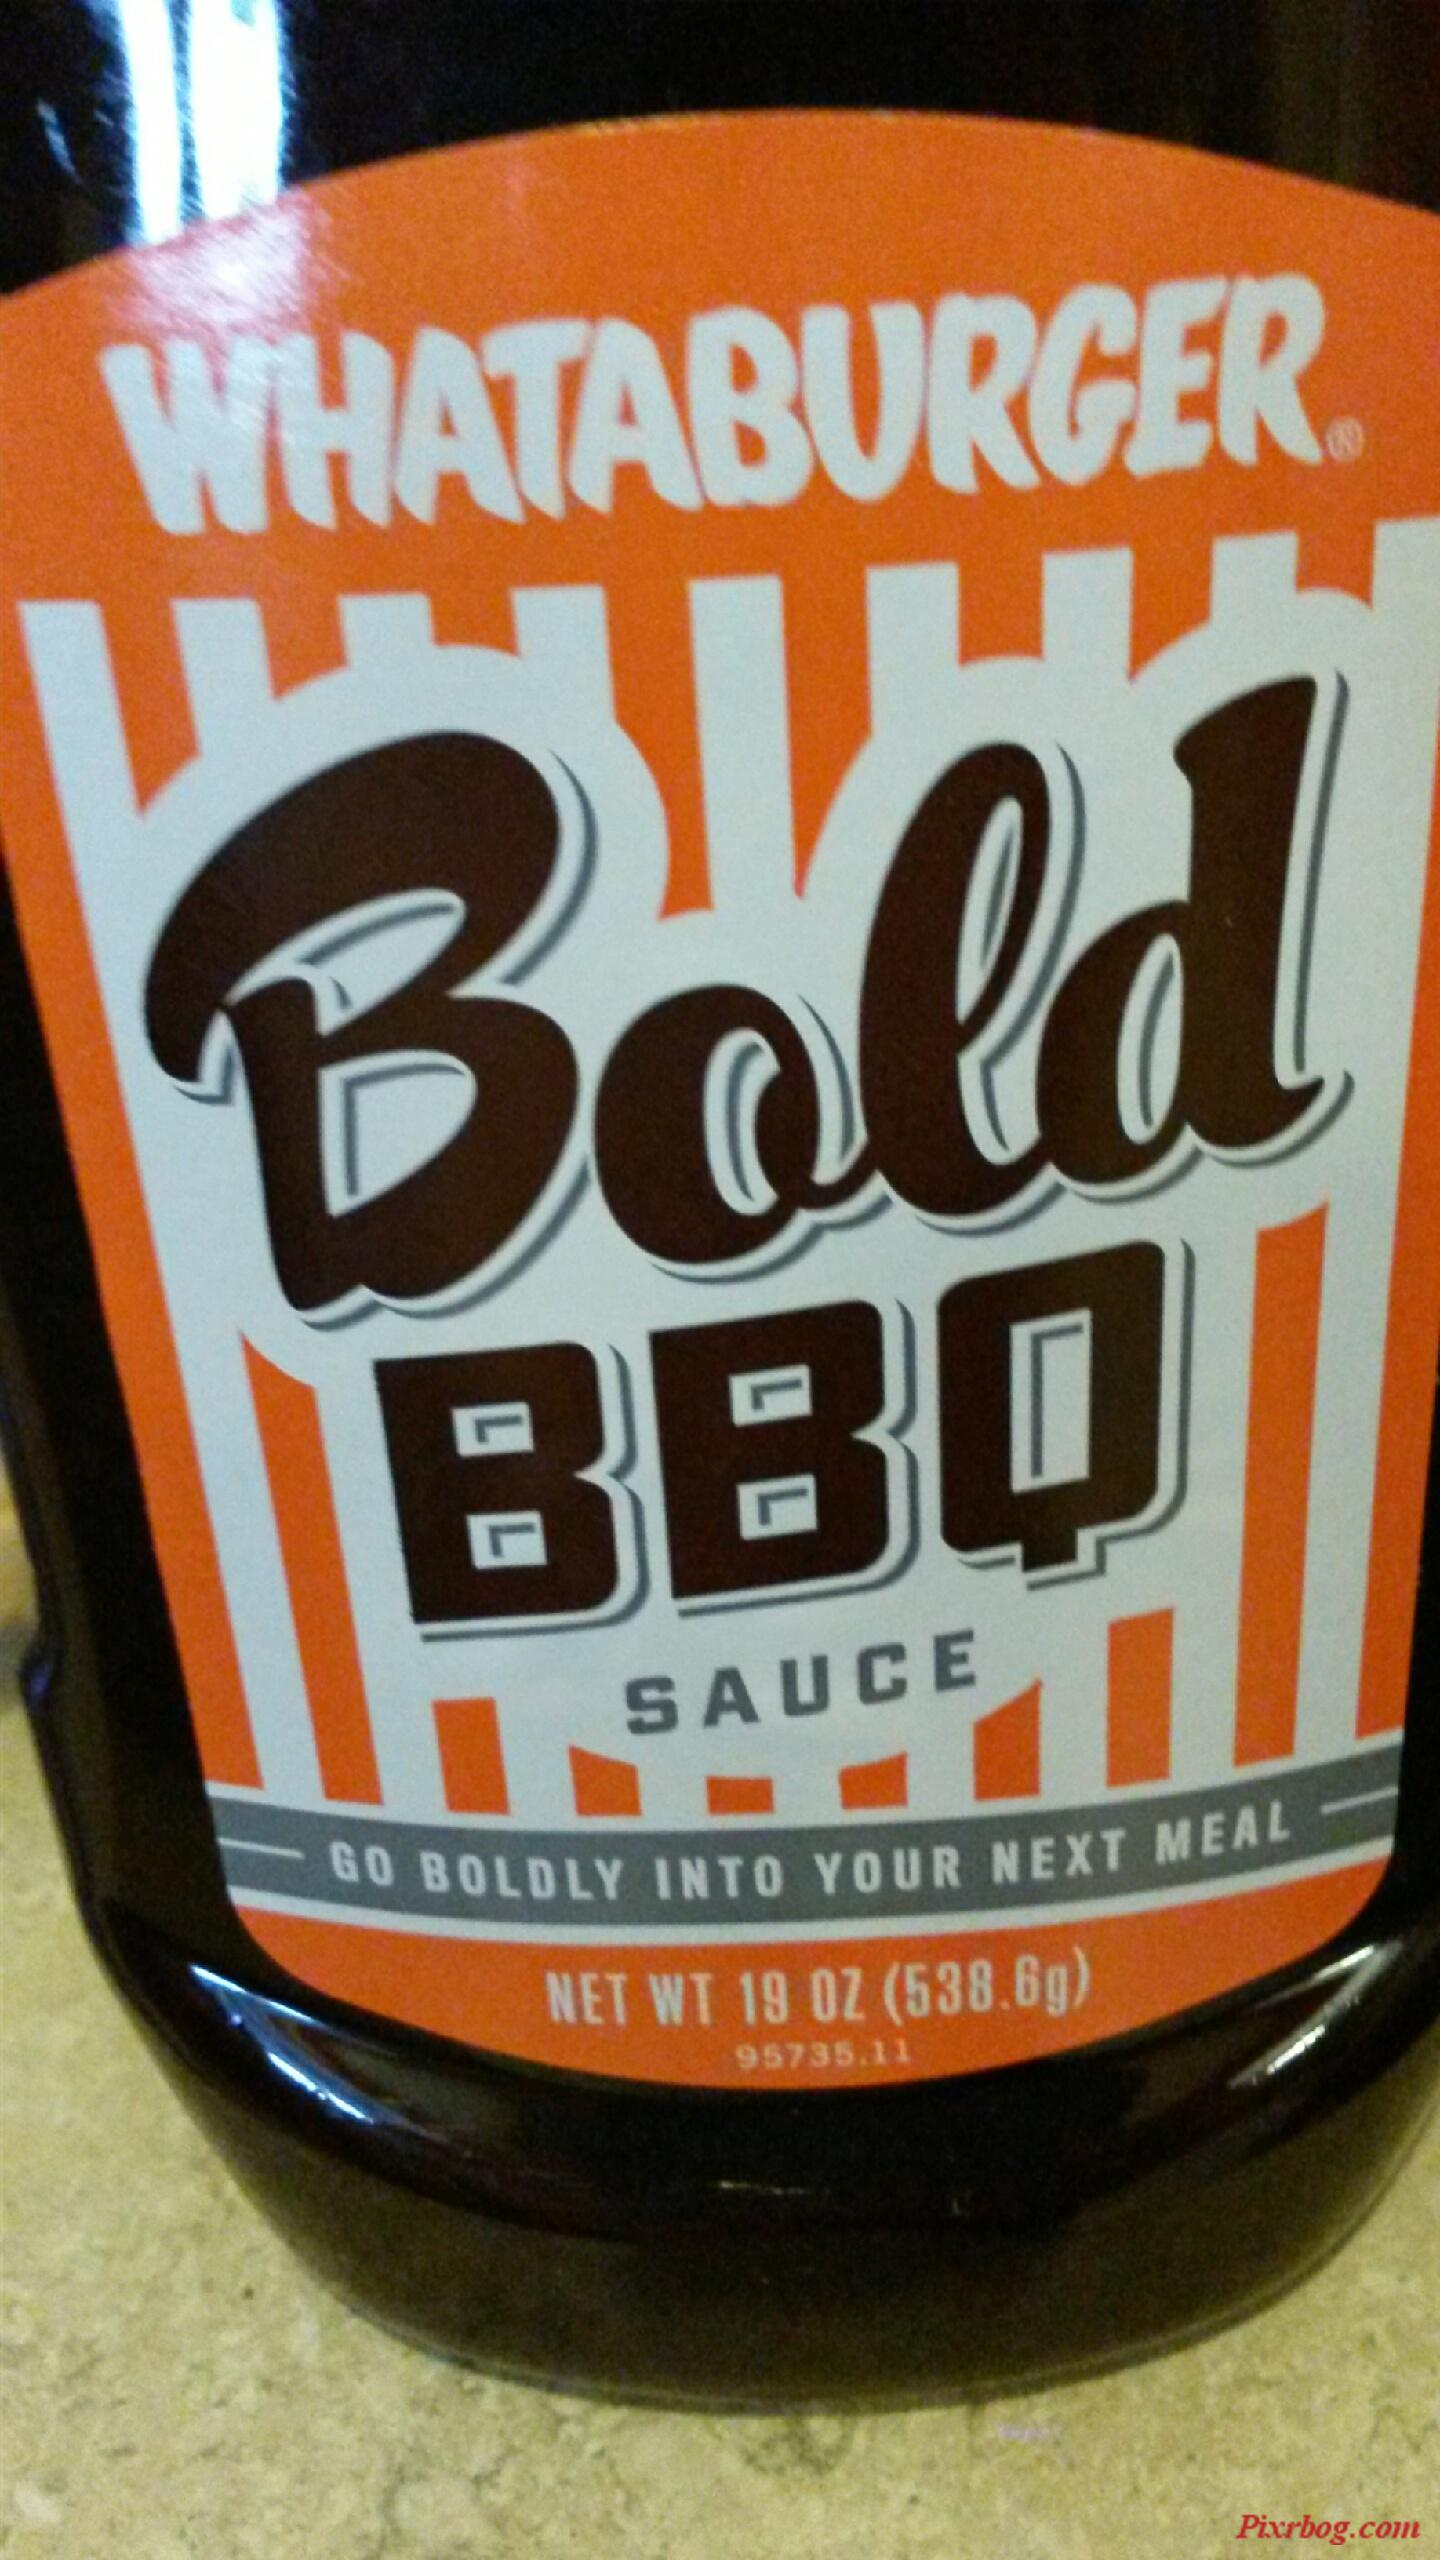 WHATABURGER®
Bold
BBQ
SAUCE
GO BOLDLY INTO YOUR NEXT MEAL
NET WT 19 OZ (538.6g)
95735.11
Pixrbog.com